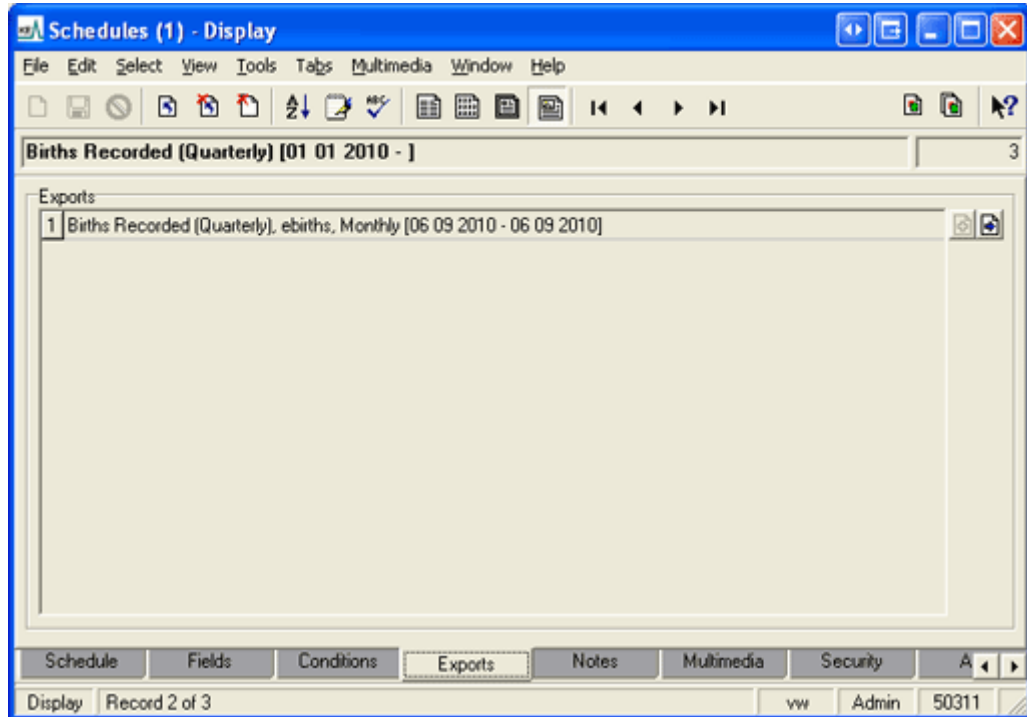 Schedules (1) - Display
File Edit Select View Tools Tabs Multimedia Window Help
Births Recorded (Quarterly) [01 01 2010 - ] 3
Exports
1 Births Recorded (Quarterly), ebirths, Monthly [06 09 2010 - 06 09 2010]
Schedule Fields Conditions Exports Notes Multimedia Security A
Display Record 2 of 3 vw Admin 50311